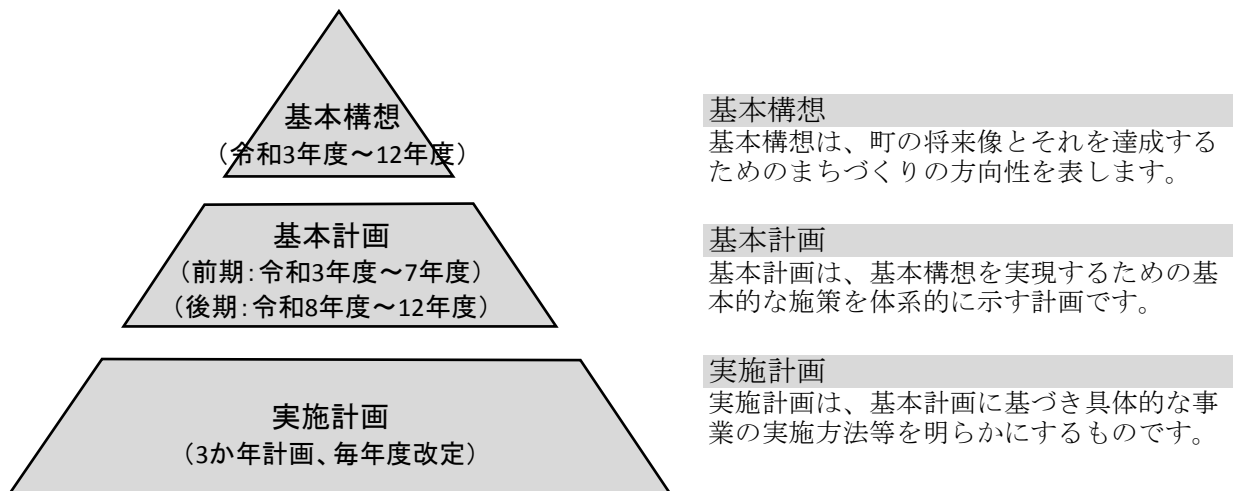 基本構想
（令和3年度～12年度）
基本計画
（前期：令和3年度～7年度）
（後期：令和8年度～12年度）
実施計画
（3か年計画、毎年度改定）
基本構想
基本構想は、町の将来像とそれを達成する
ためのまちづくりの方向性を表します。
基本計画
基本計画は、基本構想を実現するための基
本的な施策を体系的に示す計画です。
実施計画
実施計画は、基本計画に基づき具体的な事
業の実施方法等を明らかにするものです。